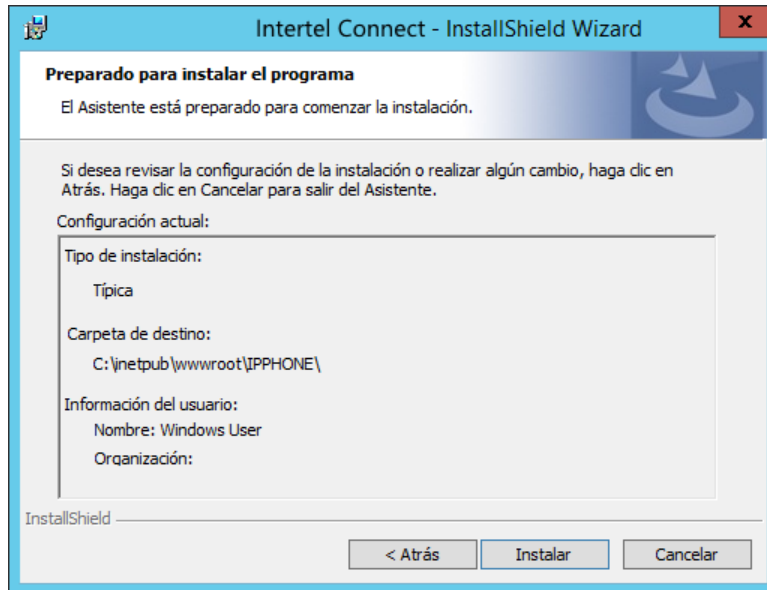 Intertel Connect - InstallShield Wizard
x
Preparado para instalar el programa
El Asistente está preparado para comenzar la instalación.
Si desea revisar la configuración de la instalación o realizar algún cambio, haga clic en
Atrás. Haga clic en Cancelar para salir del Asistente.
Configuración actual:
Tipo de instalación:
Típica
Carpeta de destino:
C:\inetpub\wwwroot\IPPHONE\
Información del usuario:
Nombre: Windows User
Organización:
InstallShield
< Atrás
Instalar
Cancelar